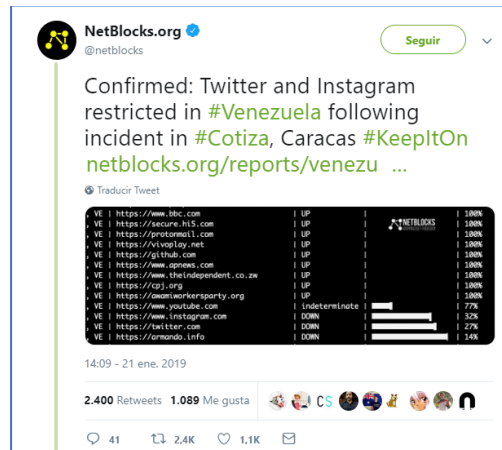 NetBlocks.org
@netblocks
Seguir
Confirmed: Twitter and Instagram
restricted in #Venezuela following
incident in #Cotiza, Caracas #KeepItOn
netblocks.org/reports/venezu ...
Traducir Tweet
, VE | https://www.bbc.com | UP | | 100%
, VE | https://secure.hi5.com | UP | NETBLOCKS | 100%
, VE | https://protonmail.com | UP | | 100%
, VE | https://vivoplay.net | UP | | 100%
, VE | https://github.com | UP | | 100%
, VE | https://www.apnews.com | UP | | 100%
, VE | https://www.theindependent.co.zw | UP | | 100%
, VE | https://cpj.org | UP | | 100%
, VE | https://awamiworkersparty.org | UP | | 100%
, VE | https://www.youtube.com | indeterminate | | 77%
, VE | https://www.instagram.com | DOWN | | 32%
, VE | https://twitter.com | DOWN | | 27%
, VE | https://armando.info | DOWN | | 14%
14:09 - 21 ene. 2019
2.400 Retweets 1.089 Me gusta CS
41 2,4K 1,1K